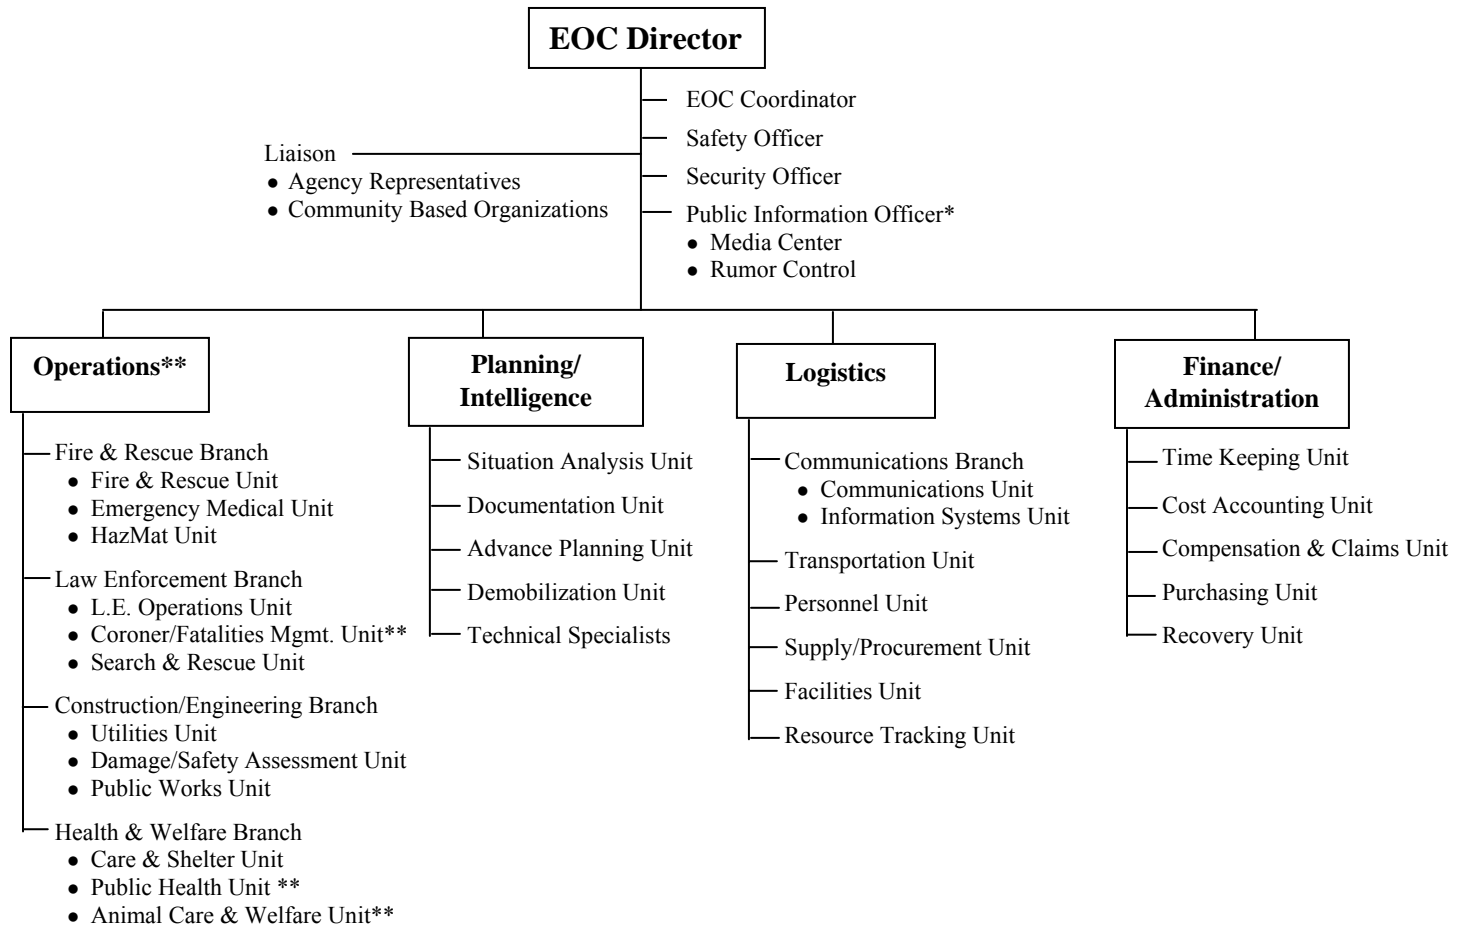 EOC Director
EOC Coordinator
Safety Officer
Security Officer
Public Information Officer*
● Media Center
● Rumor Control
Liaison
● Agency Representatives
● Community Based Organizations
Operations**
Fire & Rescue Branch
● Fire & Rescue Unit
● Emergency Medical Unit
● HazMat Unit
Law Enforcement Branch
● L.E. Operations Unit
● Coroner/Fatalities Mgmt. Unit**
● Search & Rescue Unit
Construction/Engineering Branch
● Utilities Unit
● Damage/Safety Assessment Unit
● Public Works Unit
Health & Welfare Branch
● Care & Shelter Unit
● Public Health Unit **
● Animal Care & Welfare Unit**
Planning/
Intelligence
Situation Analysis Unit
Documentation Unit
Advance Planning Unit
Demobilization Unit
Technical Specialists
Logistics
Communications Branch
● Communications Unit
● Information Systems Unit
Transportation Unit
Personnel Unit
Supply/Procurement Unit
Facilities Unit
Resource Tracking Unit
Finance/
Administration
Time Keeping Unit
Cost Accounting Unit
Compensation & Claims Unit
Purchasing Unit
Recovery Unit